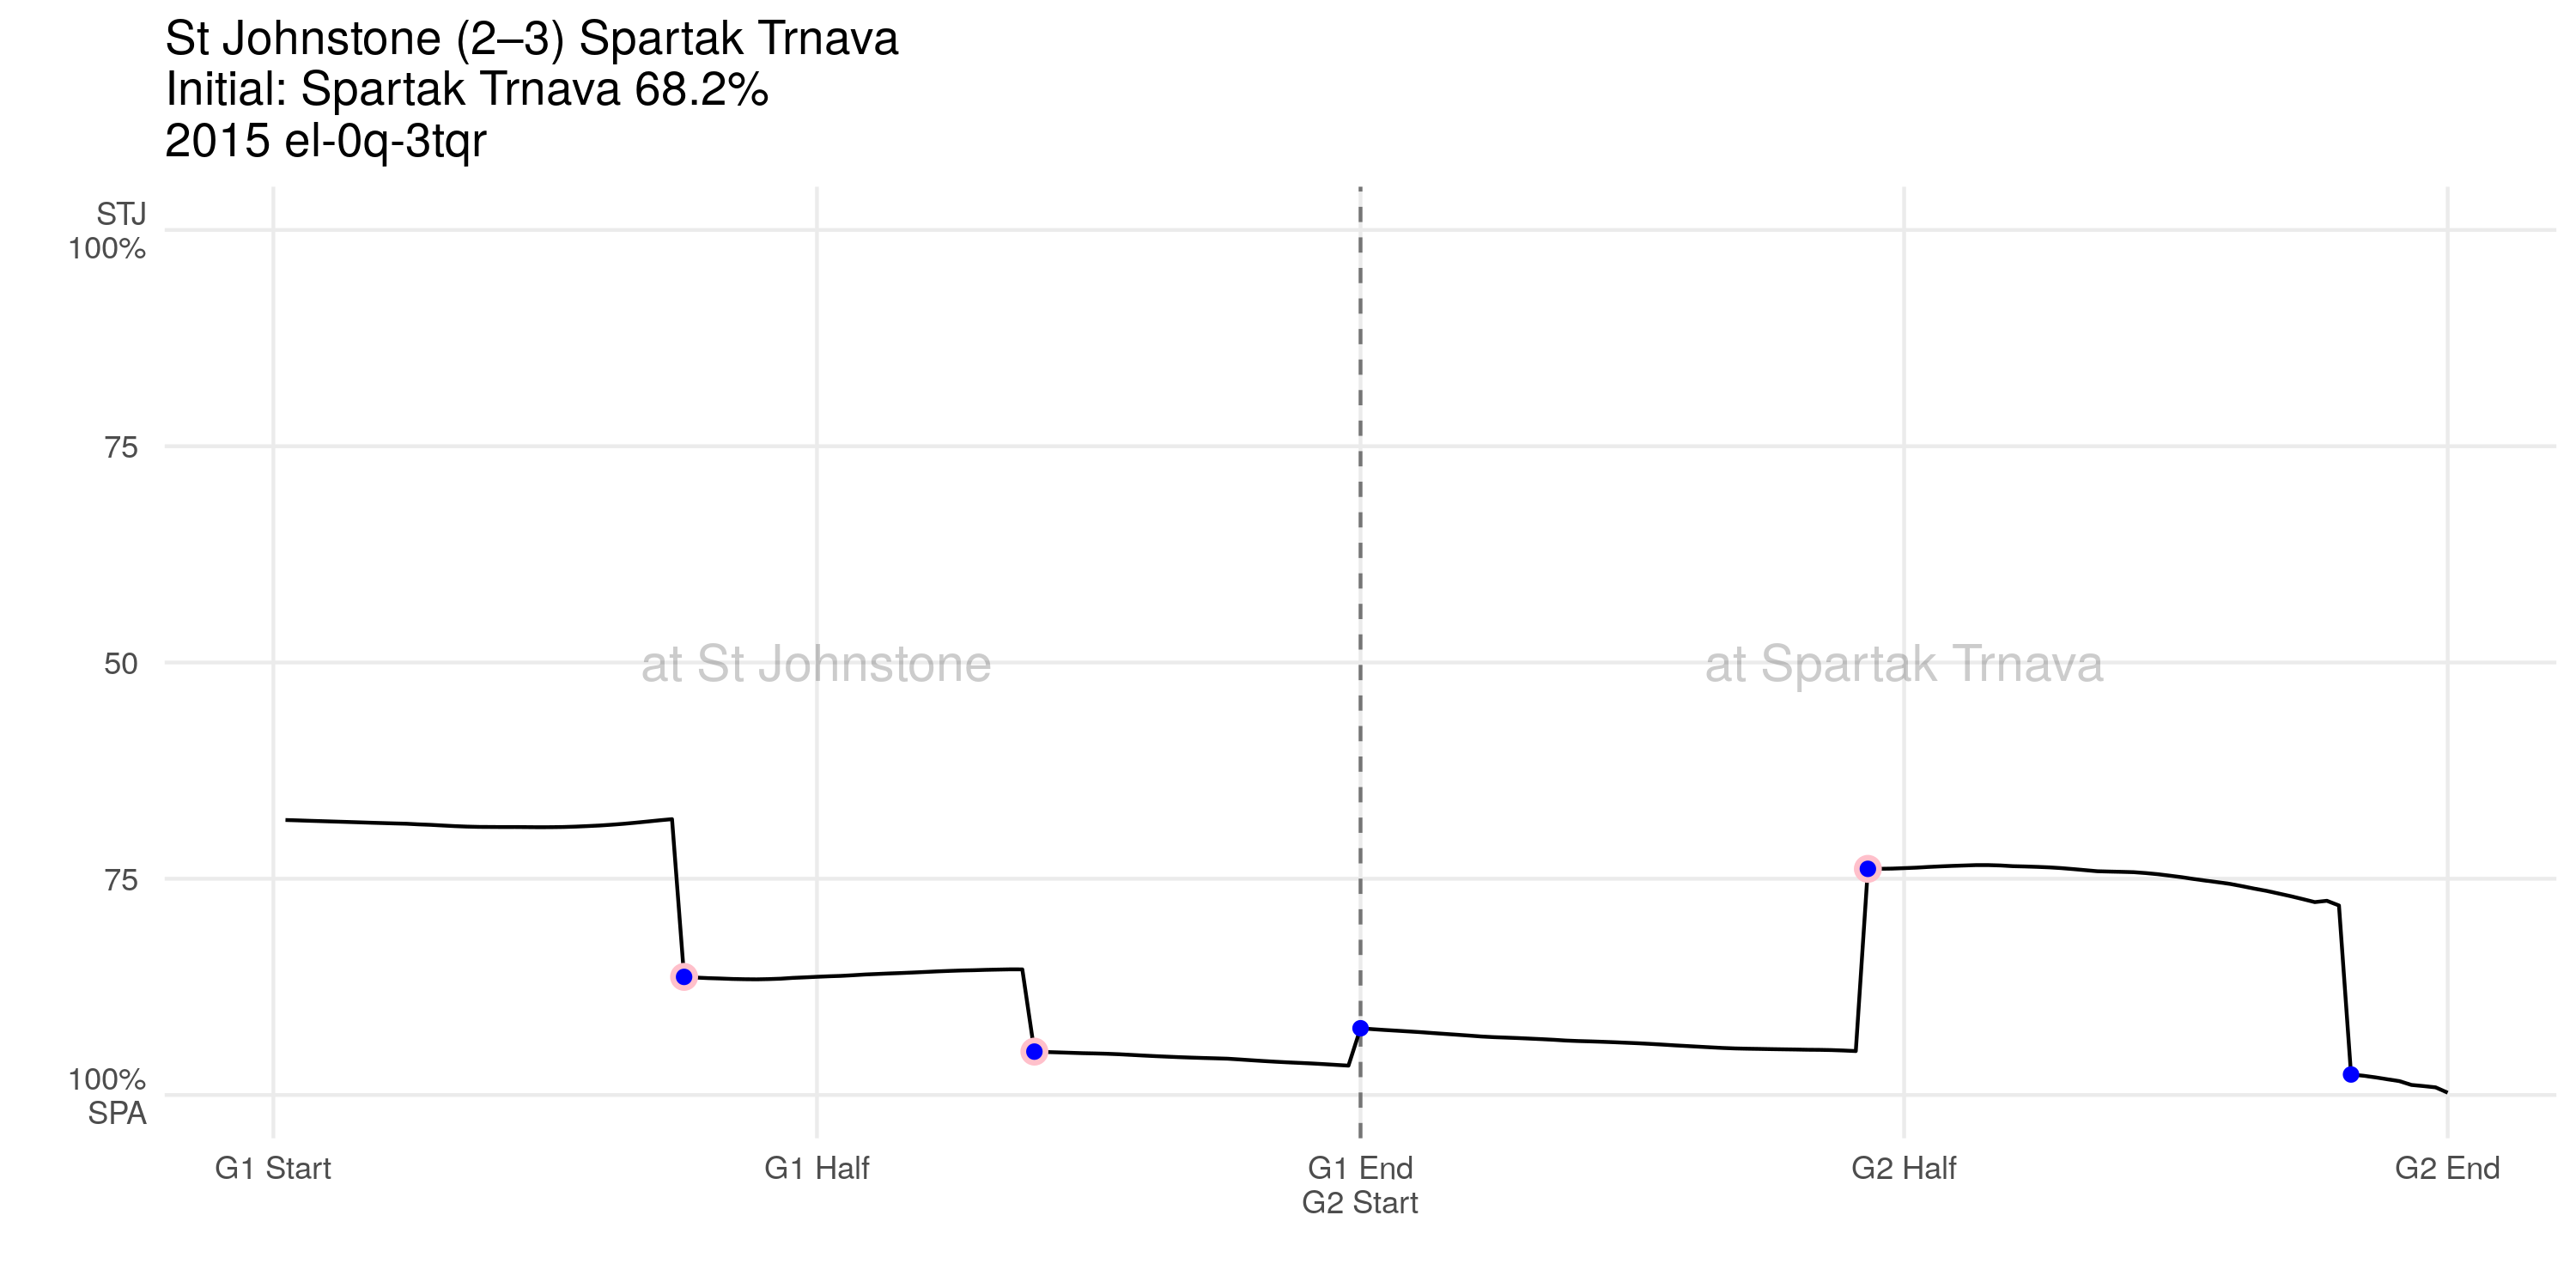 St Johnstone (2–3) Spartak Trnava
Initial: Spartak Trnava 68.2%
2015 el-0q-3tqr
STJ
100%
75
50
75
100%
SPA
at St Johnstone
at Spartak Trnava
G1 Start
G1 Half
G1 End
G2 Start
G2 Half
G2 End